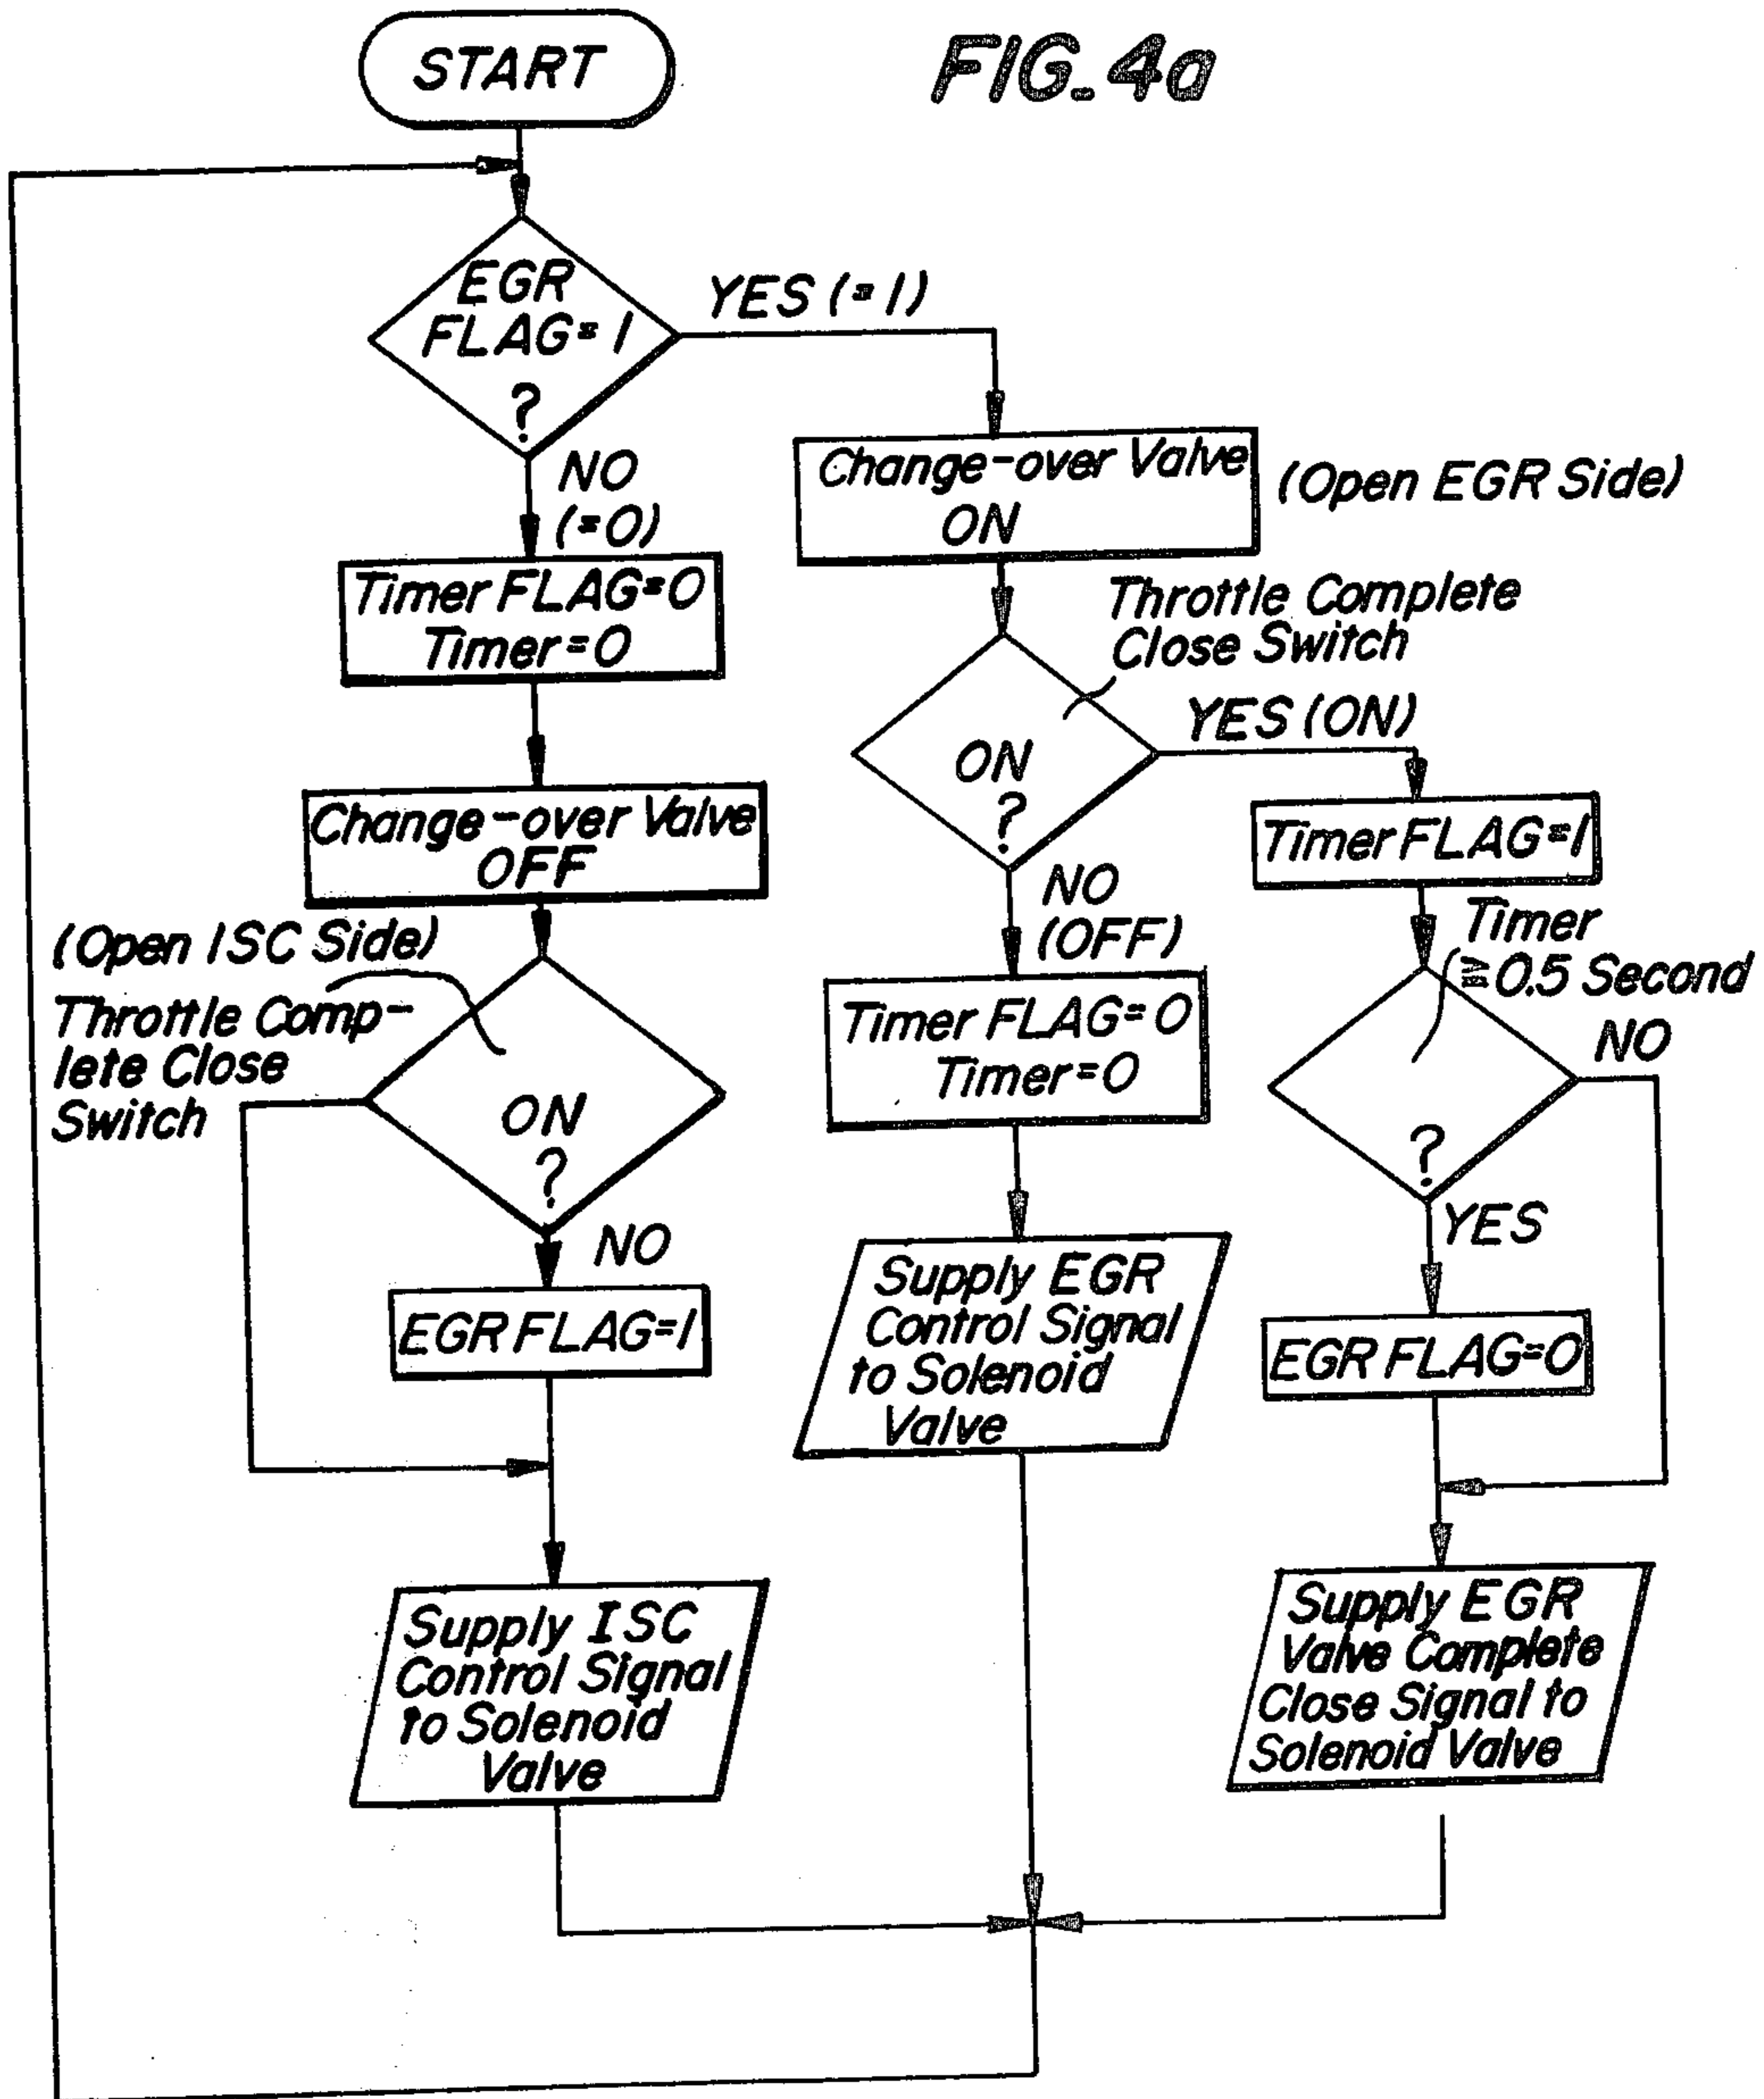 START
FIG. 4a
EGR
FLAG=1
?
YES (=1)
NO
(=0)
Timer FLAG=0
Timer=0
Change-over Valve
OFF
(Open ISC Side)
Throttle Comp-
lete Close
Switch
ON
?
NO
EGR FLAG=1
Supply ISC
Control Signal
to Solenoid
Valve
Change-over Valve
ON
(Open EGR Side)
Throttle Complete
Close Switch
ON
?
YES (ON)
NO
(OFF)
Timer FLAG=0
Timer=0
Supply EGR
Control Signal
to Solenoid
Valve
Timer FLAG=1
Timer
≧0.5 Second
?
NO
YES
EGR FLAG=0
Supply EGR
Valve Complete
Close Signal to
Solenoid Valve